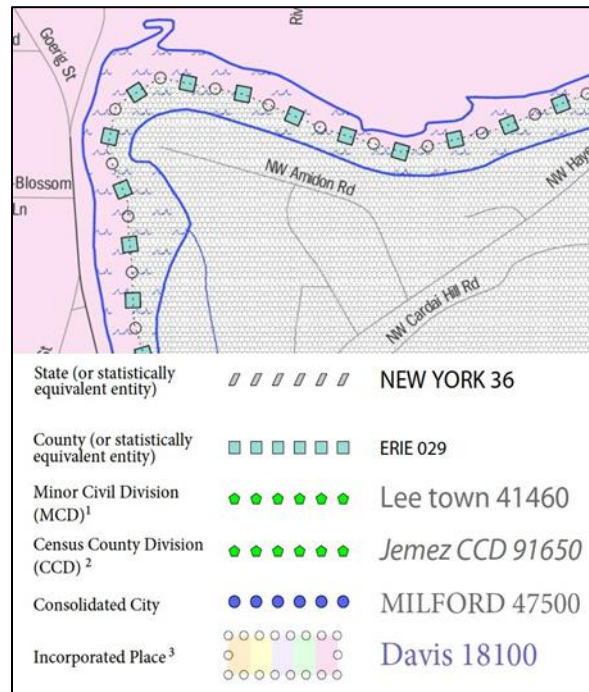 Riv
d
Goerig St
Blossom
Ln
NW Amidon Rd
NW Hays
NW Cardai Hill Rd
State (or statistically
equivalent entity)
NEW YORK 36
County (or statistically
equivalent entity)
ERIE 029
Minor Civil Division
(MCD)¹
Lee town 41460
Census County Division
(CCD) ²
Jemez CCD 91650
Consolidated City
MILFORD 47500
Incorporated Place ³
Davis 18100